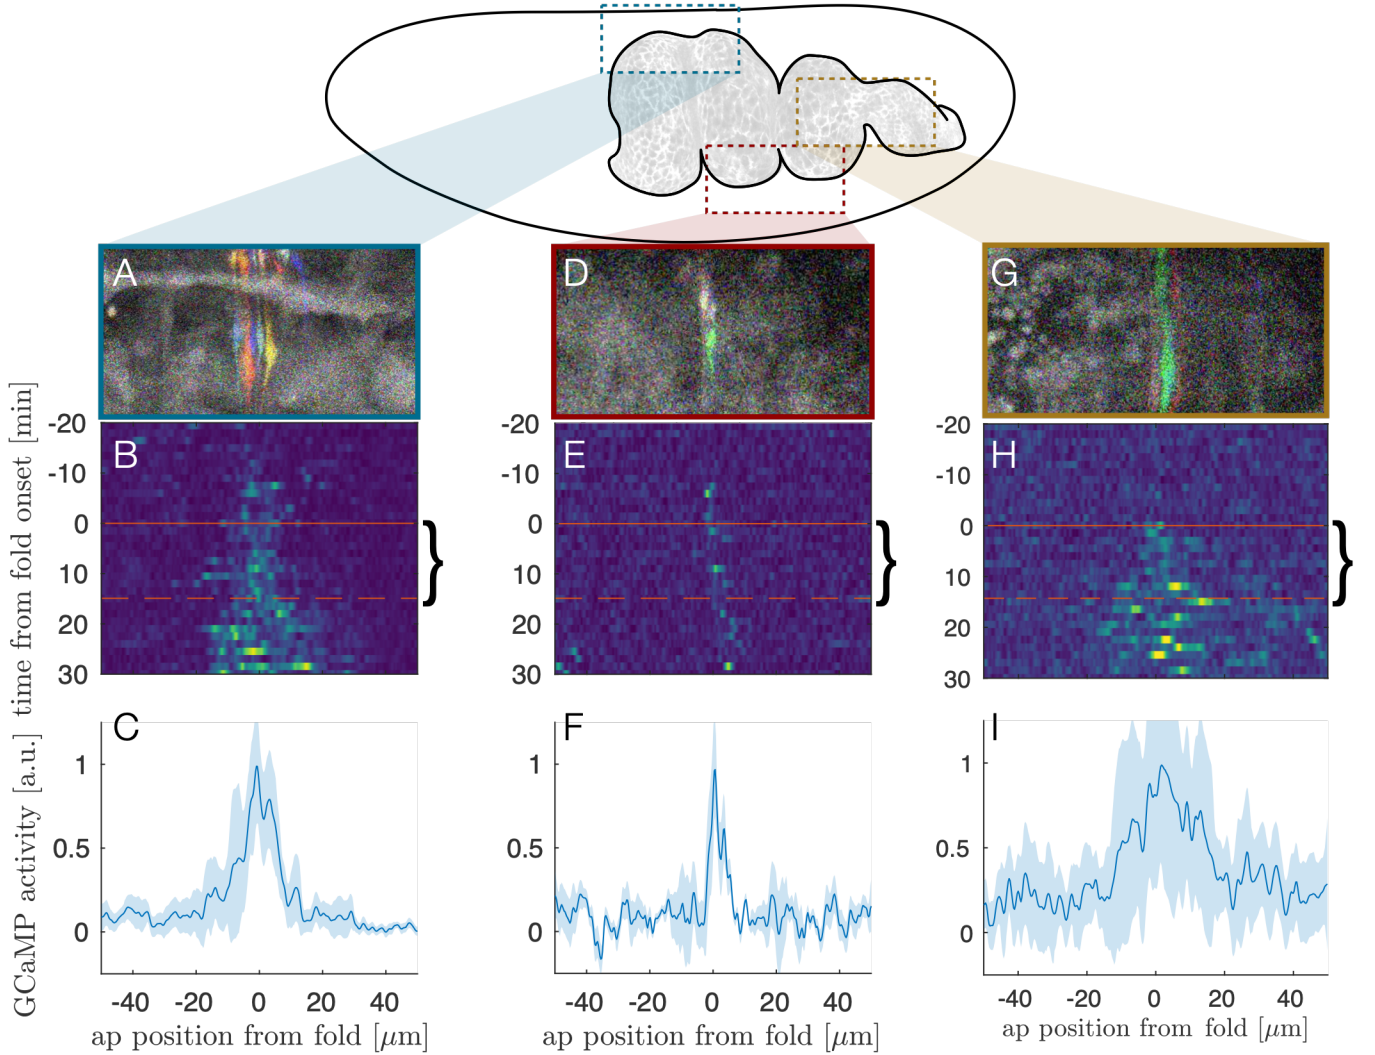 A
D
G
time from fold onset [min]
-20
-10
0
10
20
30
B
}
-20
-10
0
10
20
30
E
}
-20
-10
0
10
20
30
H
}
GCaMP activity [a.u.]
C
1
0.5
0
-40 -20 0 20 40
ap position from fold [μm]
F
1
0.5
0
-40 -20 0 20 40
ap position from fold [μm]
I
1
0.5
0
-40 -20 0 20 40
ap position from fold [μm]